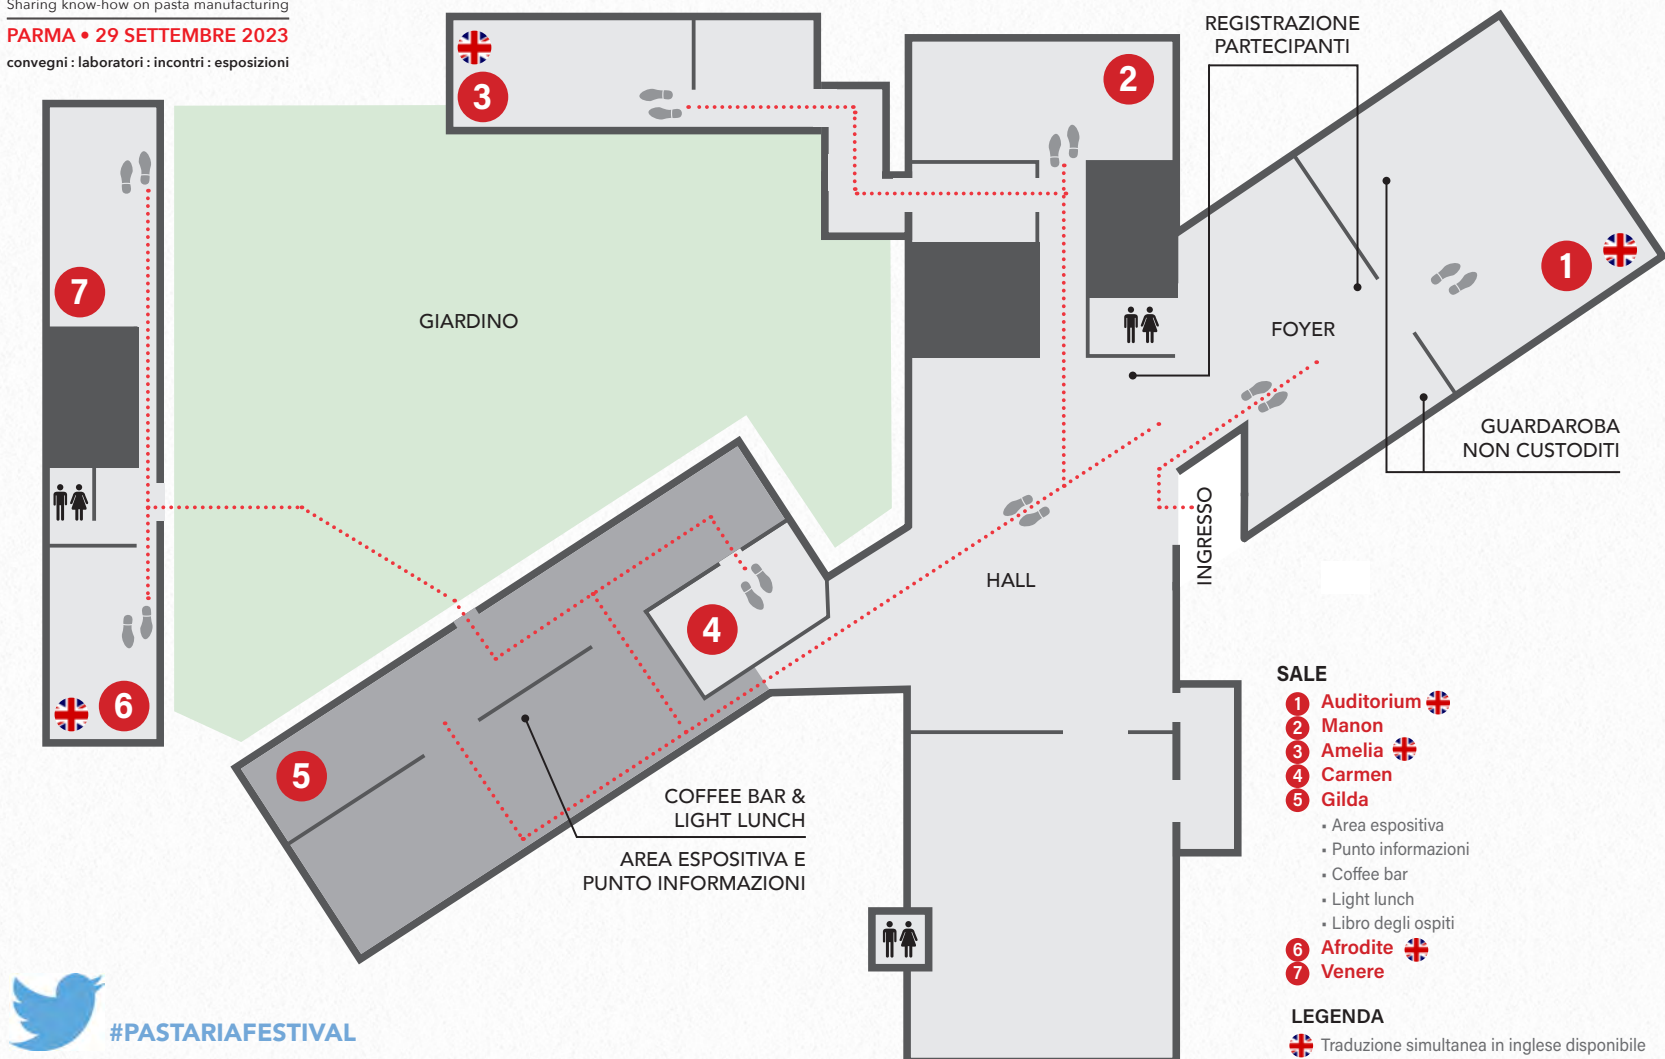 Sharing know-how on pasta manufacturing
PARMA • 29 SETTEMBRE 2023
convegni : laboratori : incontri : esposizioni
REGISTRAZIONE
PARTECIPANTI
3
2
1
7
GIARDINO
FOYER
GUARDAROBA
NON CUSTODITI
INGRESSO
HALL
4
6
5
COFFEE BAR &
LIGHT LUNCH
AREA ESPOSITIVA E
PUNTO INFORMAZIONI
SALE
1 Auditorium
2 Manon
3 Amelia
4 Carmen
5 Gilda
• Area espositiva
• Punto informazioni
• Coffee bar
• Light lunch
• Libro degli ospiti
6 Afrodite
7 Venere
LEGENDA
Traduzione simultanea in inglese disponibile
#PASTARIAFESTIVAL